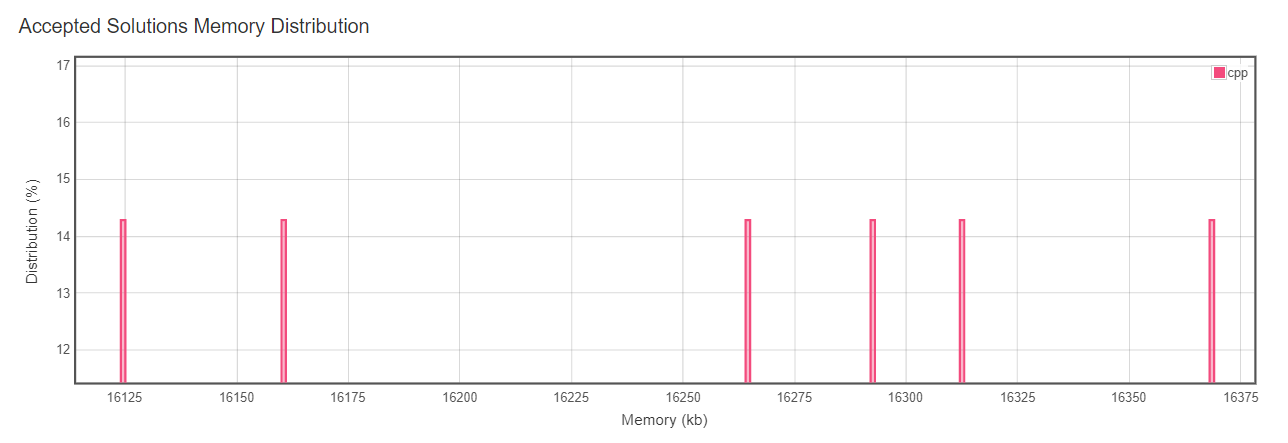 Accepted Solutions Memory Distribution
17
cpp
16
15
14
13
12
Distribution (%)
16125 16150 16175 16200 16225 16250 16275 16300 16325 16350 16375
Memory (kb)